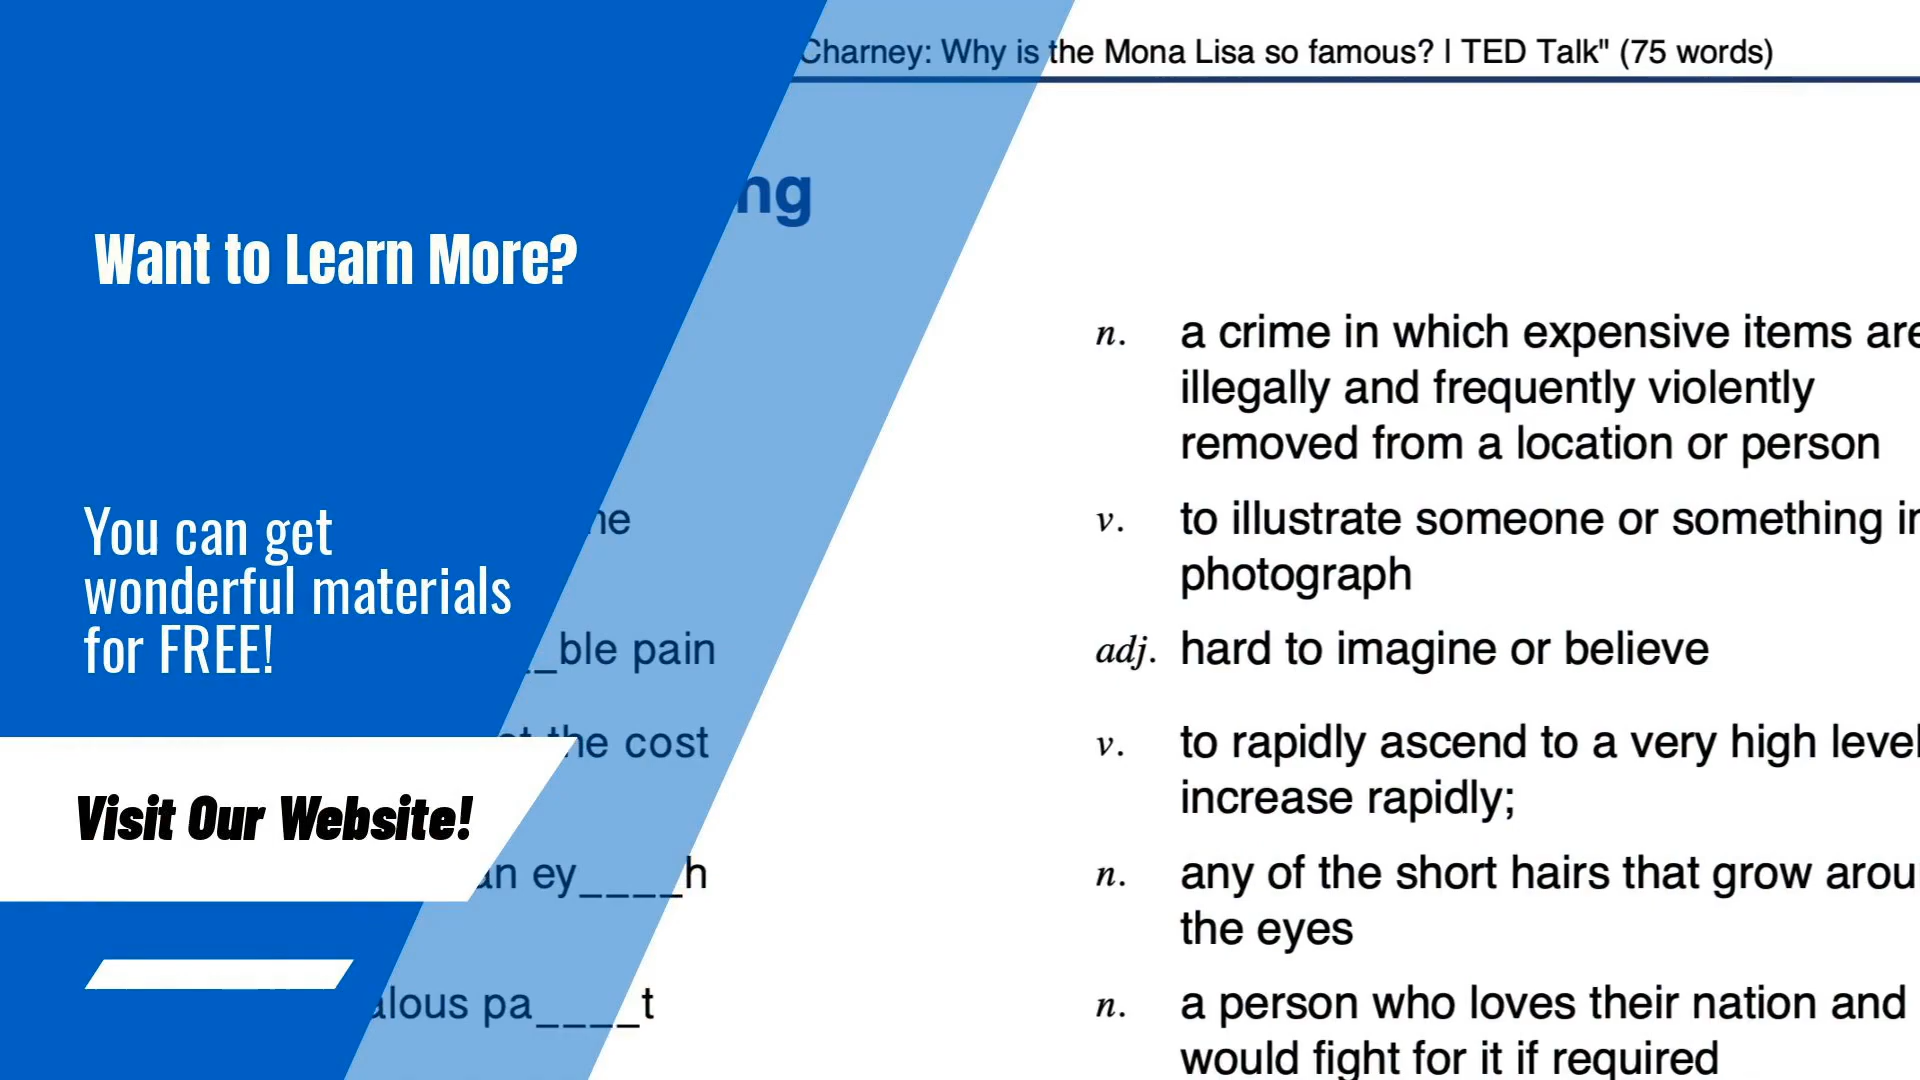 Charney: Why is the Mona Lisa so famous? | TED Talk" (75 words)
ng
Want to Learn More?
You can get
wonderful materials
for FREE!
Visit Our Website!
n. a crime in which expensive items are
illegally and frequently violently
removed from a location or person
v. to illustrate someone or something in
photograph
_ble pain adj. hard to imagine or believe
the cost v. to rapidly ascend to a very high level
increase rapidly;
an ey____h n. any of the short hairs that grow arou
the eyes
alous pa____t n. a person who loves their nation and
would fight for it if required